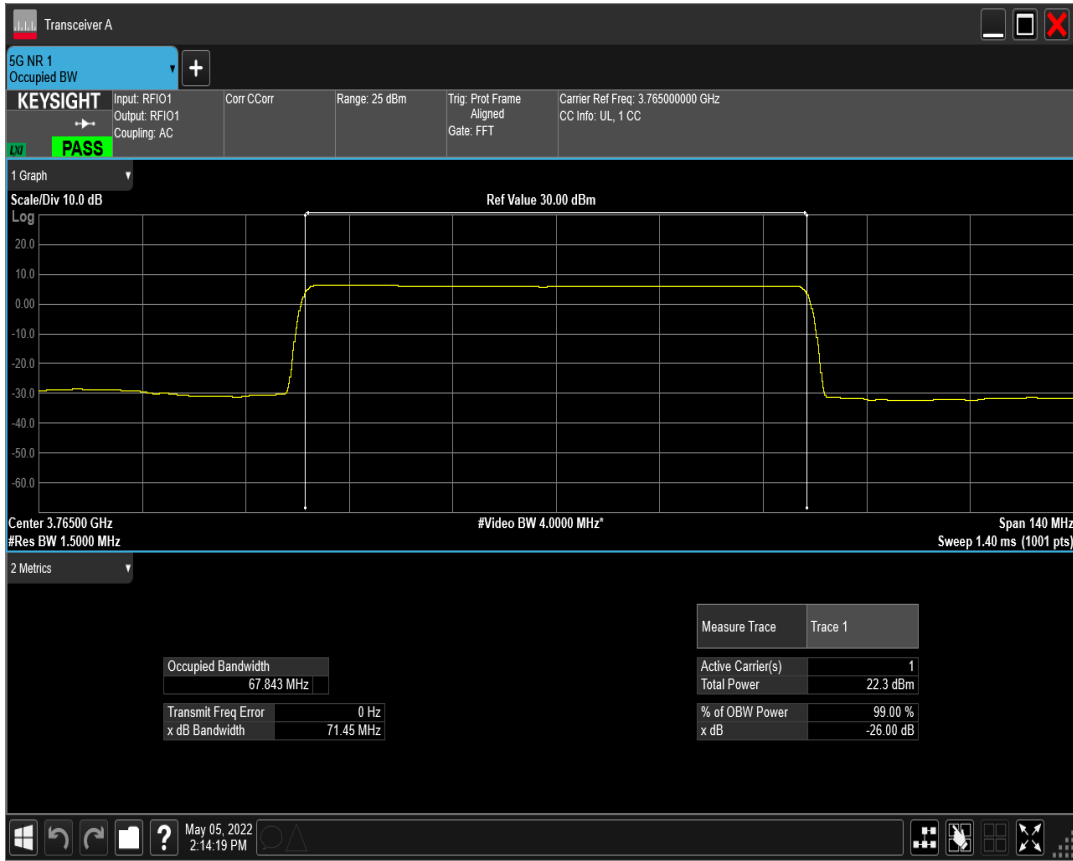 Transceiver A
5G NR 1
Occupied BW
KEYSIGHT
LXI
PASS
Input: RFIO1
Output: RFIO1
Coupling: AC
Corr CCorr
Range: 25 dBm
Trig: Prot Frame
Aligned
Gate: FFT
Carrier Ref Freq: 3.765000000 GHz
CC Info: UL, 1 CC
1 Graph
Scale/Div 10.0 dB
Ref Value 30.00 dBm
Log
20.0
10.0
0.00
-10.0
-20.0
-30.0
-40.0
-50.0
-60.0
Center 3.76500 GHz
#Video BW 4.0000 MHz*
Span 140 MHz
#Res BW 1.5000 MHz
Sweep 1.40 ms (1001 pts)
2 Metrics
Measure Trace Trace 1
Occupied Bandwidth
67.843 MHz
Active Carrier(s) 1
Total Power 22.3 dBm
Transmit Freq Error 0 Hz
x dB Bandwidth 71.45 MHz
% of OBW Power 99.00 %
x dB -26.00 dB
?
May 05, 2022
2:14:19 PM